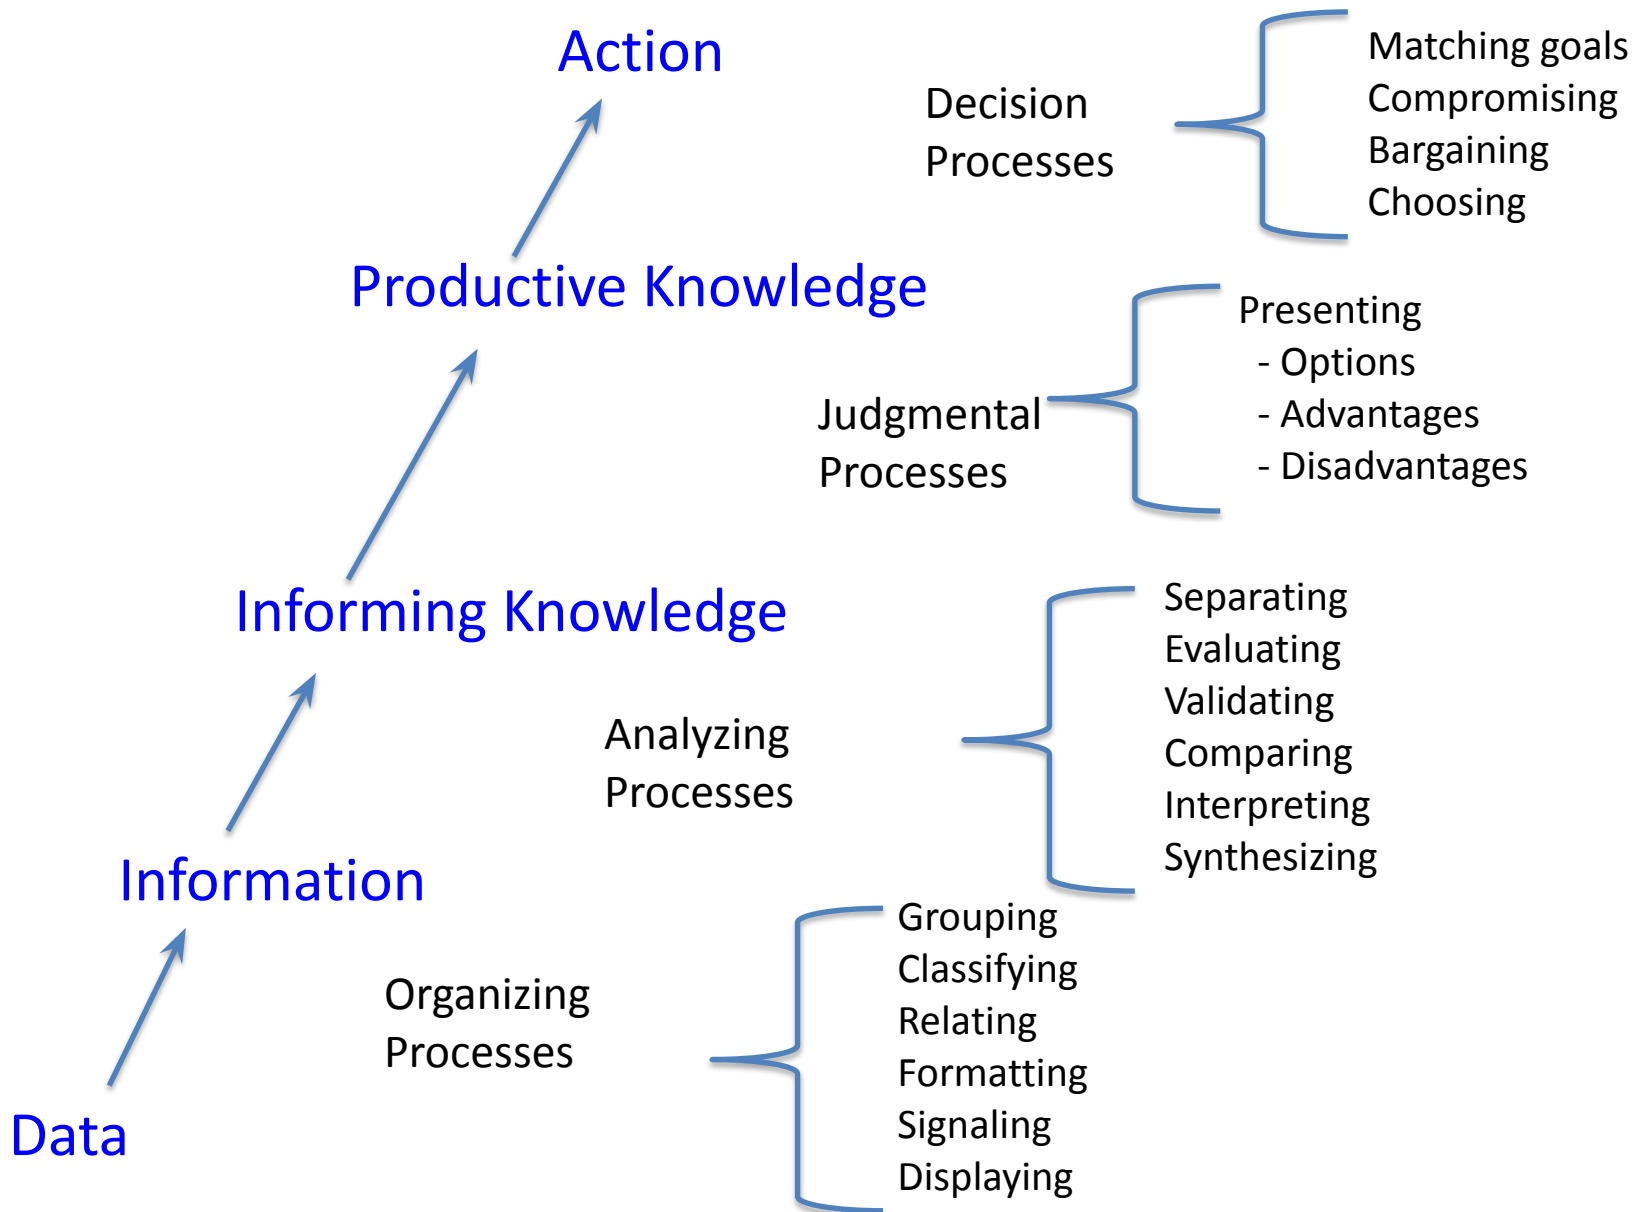 Action
Decision
Processes
Matching goals
Compromising
Bargaining
Choosing
Productive Knowledge
Judgmental
Processes
Presenting
- Options
- Advantages
- Disadvantages
Informing Knowledge
Analyzing
Processes
Separating
Evaluating
Validating
Comparing
Interpreting
Synthesizing
Information
Organizing
Processes
Grouping
Classifying
Relating
Formatting
Signaling
Displaying
Data